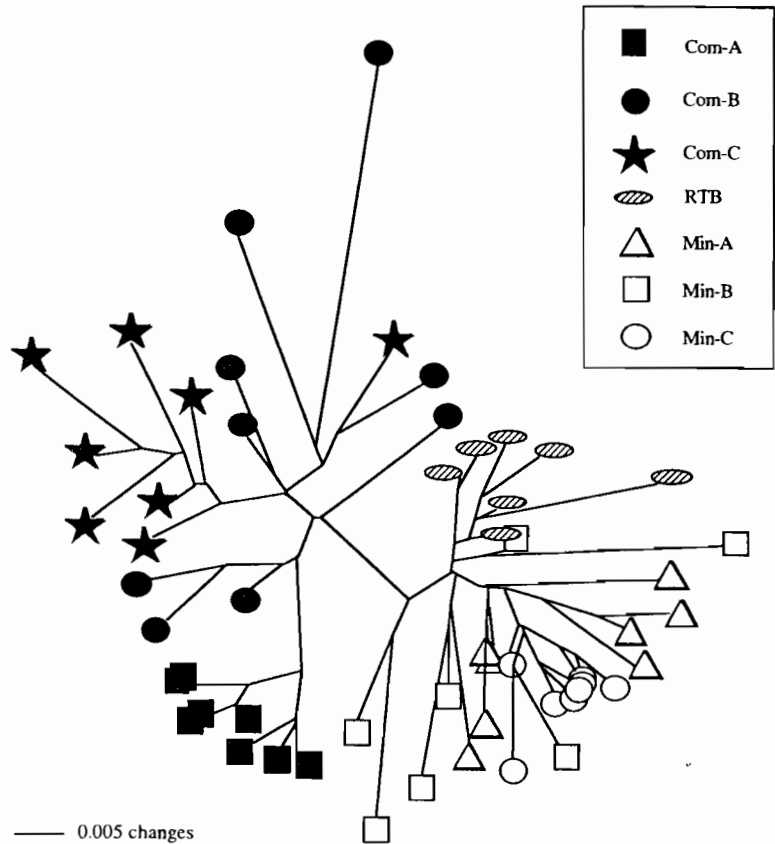 Com-A
Com-B
Com-C
RTB
Min-A
Min-B
Min-C
0.005 changes